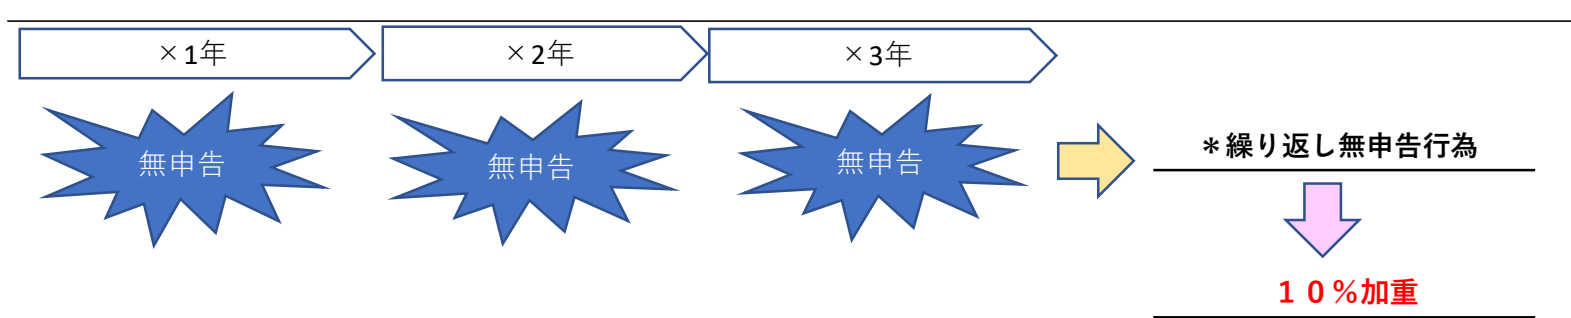 ×1年
×2年
×3年
無申告
無申告
無申告
＊繰り返し無申告行為
１０％加重